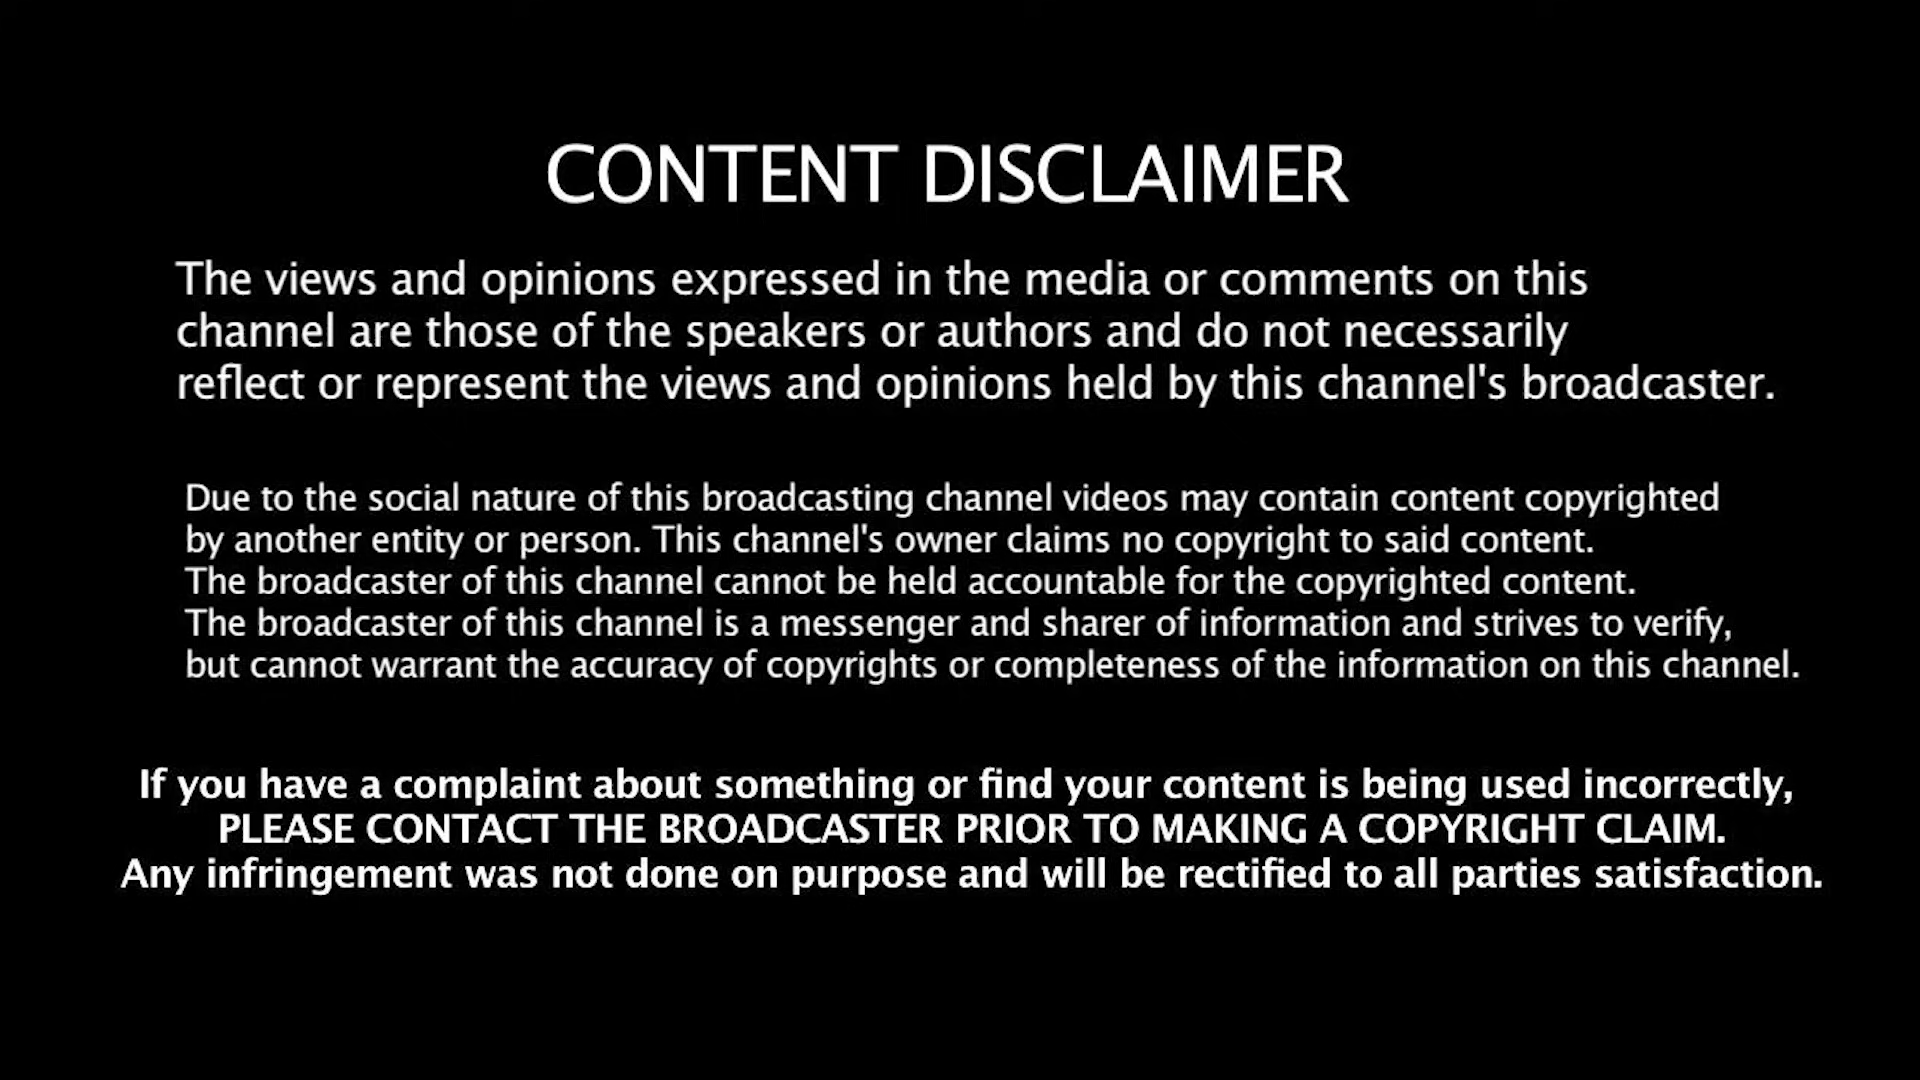 CONTENT DISCLAIMER
The views and opinions expressed in the media or comments on this
channel are those of the speakers or authors and do not necessarily
reflect or represent the views and opinions held by this channel's broadcaster.
Due to the social nature of this broadcasting channel videos may contain content copyrighted
by another entity or person. This channel's owner claims no copyright to said content.
The broadcaster of this channel cannot be held accountable for the copyrighted content.
The broadcaster of this channel is a messenger and sharer of information and strives to verify,
but cannot warrant the accuracy of copyrights or completeness of the information on this channel.
If you have a complaint about something or find your content is being used incorrectly,
PLEASE CONTACT THE BROADCASTER PRIOR TO MAKING A COPYRIGHT CLAIM.
Any infringement was not done on purpose and will be rectified to all parties satisfaction.